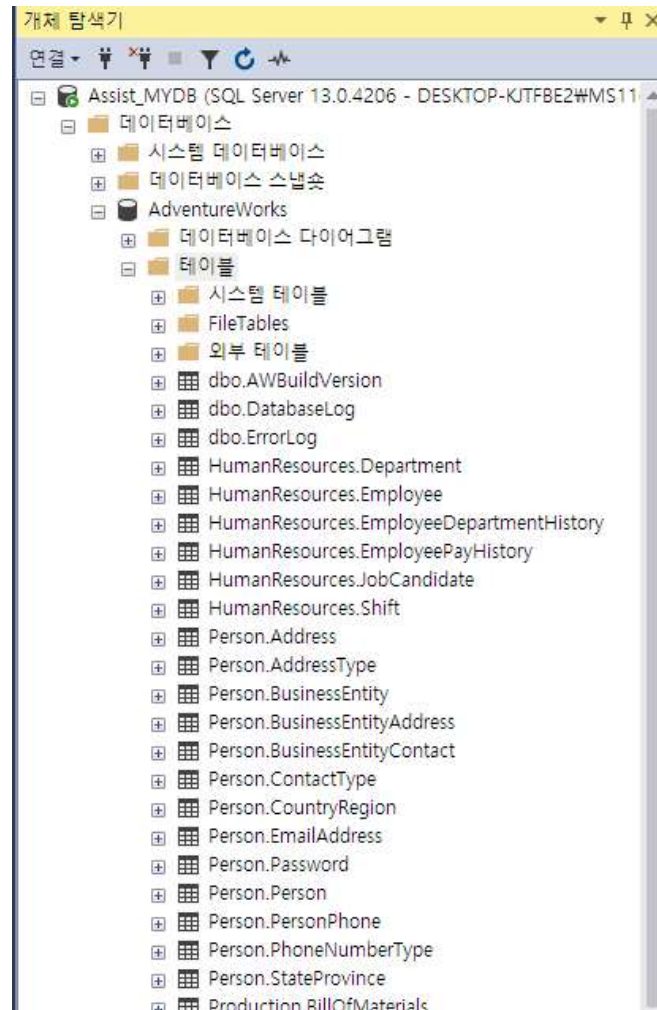 개체 탐색기
연결
Assist_MYDB (SQL Server 13.0.4206 - DESKTOP-KJTFBE2₩MS11
데이터베이스
시스템 데이터베이스
데이터베이스 스냅숏
AdventureWorks
데이터베이스 다이어그램
테이블
시스템 테이블
FileTables
외부 테이블
dbo.AWBuildVersion
dbo.DatabaseLog
dbo.ErrorLog
HumanResources.Department
HumanResources.Employee
HumanResources.EmployeeDepartmentHistory
HumanResources.EmployeePayHistory
HumanResources.JobCandidate
HumanResources.Shift
Person.Address
Person.AddressType
Person.BusinessEntity
Person.BusinessEntityAddress
Person.BusinessEntityContact
Person.ContactType
Person.CountryRegion
Person.EmailAddress
Person.Password
Person.Person
Person.PersonPhone
Person.PhoneNumberType
Person.StateProvince
Production.BillOfMaterials